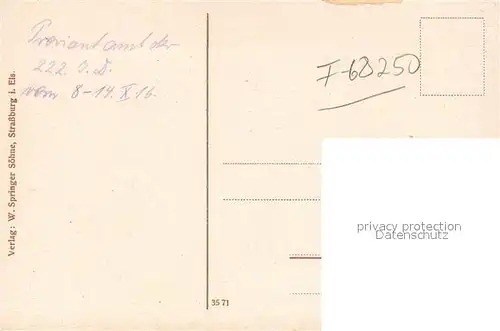 Proviantamt der
222. I. D.
vom 8-14. X 16.
F-68250
Verlag: W. Springer Söhne, Straßburg i. Els.
privacy protection
Datenschutz
3571